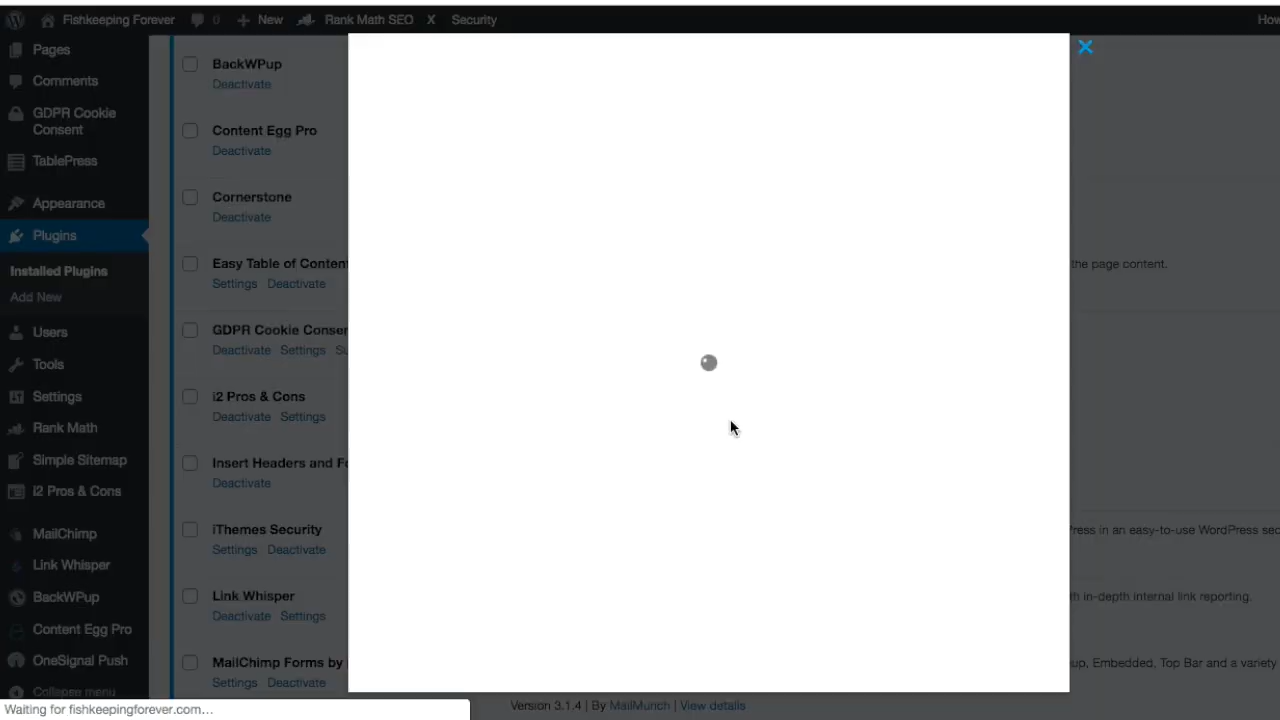 Fishkeeping Forever 0 New Rank Math SEO X Security How
Pages
Comments
GDPR Cookie
Consent
TablePress
Appearance
Plugins
Installed Plugins
Add New
Users
Tools
Settings
Rank Math
Simple Sitemap
i2 Pros & Cons
MailChimp
Link Whisper
BackWPup
Content Egg Pro
OneSignal Push
Collapse menu
BackWPup
Deactivate
Content Egg Pro
Deactivate
Cornerstone
Deactivate
Easy Table of Conten
Settings Deactivate
the page content.
GDPR Cookie Conser
Deactivate Settings Su
i2 Pros & Cons
Deactivate Settings
Insert Headers and Fo
Deactivate
iThemes Security
Settings Deactivate
Press in an easy-to-use WordPress sec
Link Whisper
Deactivate Settings
th in-depth internal link reporting.
MailChimp Forms by
Settings Deactivate
up, Embedded, Top Bar and a variety
Version 3.1.4 | By MailMunch | View details
Waiting for fishkeepingforever.com...